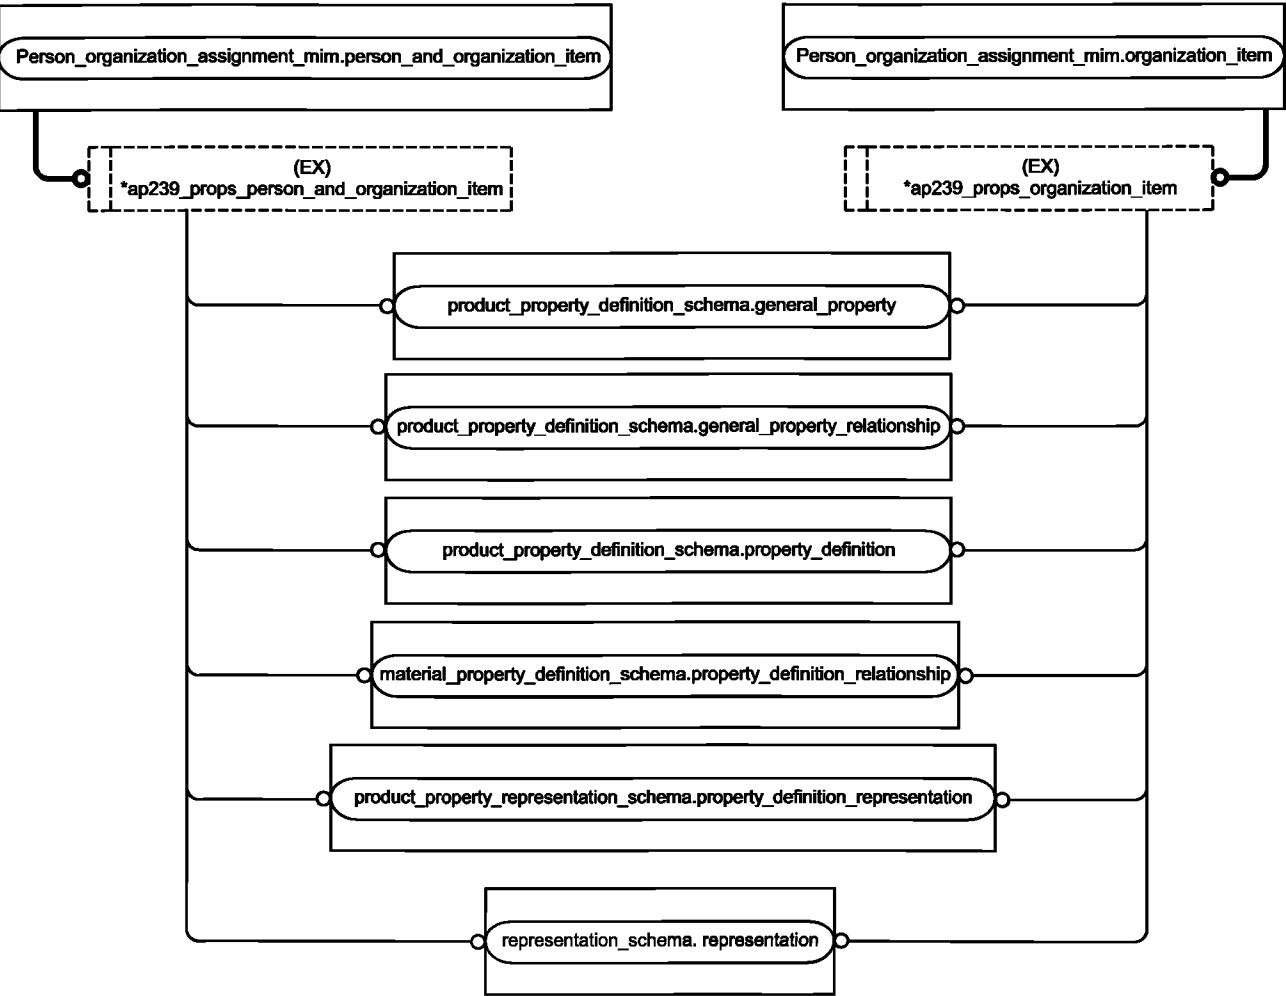 Person_organization_assignment_mim.person_and_organization_item
Person_organization_assignment_mim.organization_item
(EX)
*ap239_props_person_and_organization_item
(EX)
*ap239_props_organization_item
product_property_definition_schema.general_property
product_property_definition_schema.general_property_relationship
product_property_definition_schema.property_definition
material_property_definition_schema.property_definition_relationship
product_property_representation_schema.property_definition_representation
representation_schema. representation